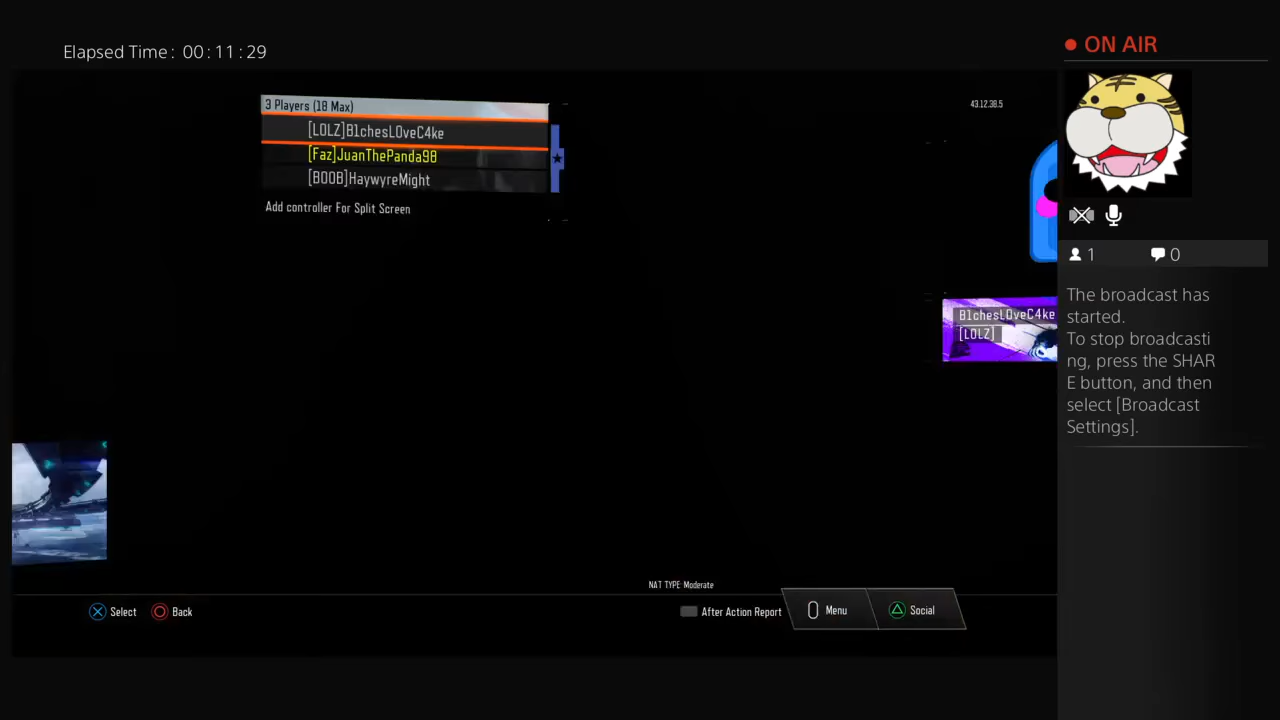 Elapsed Time: 00:11:29
ON AIR
3 Players (18 Max)
[LOLZ]B1chesL0veC4ke
[Faz]JuanThePanda98
[BOOB]HaywyreMight
Add controller For Split Screen
43.12.38.5
1
0
The broadcast has
started.
To stop broadcasti
ng, press the SHAR
E button, and then
select [Broadcast
Settings].
B1chesL0veC4ke
[LOLZ]
NAT TYPE: Moderate
Select
Back
After Action Report
Menu
Social